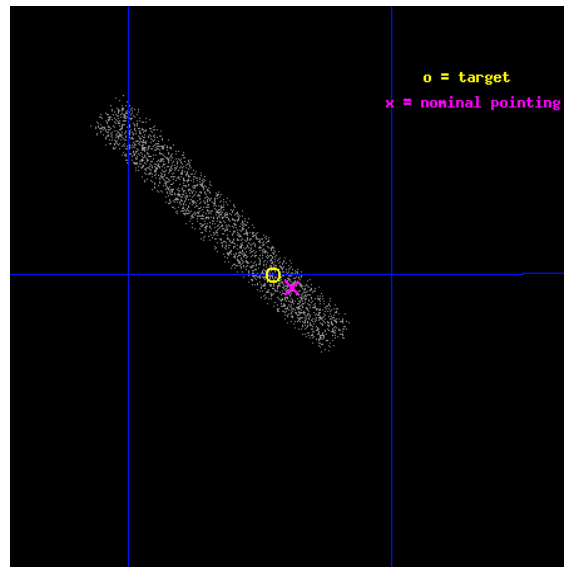 o = target
x = nominal pointing